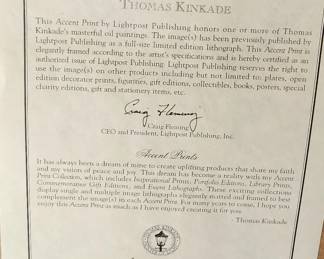 THOMAS KINKADE
This Accent Print by Lightpost Publishing honors one or more of Thomas
Kinkade's masterful oil paintings. The image(s) has been previously published by
Lightpost Publishing as a full-size limited edition lithograph. This Accent Print is
elegantly framed according to the artist's specifications and is hereby certified as an
authorized issue of Lightpost Publishing. Lightpost Publishing reserves the right to
use the image(s) on other products including but not limited to: plates, open
edition decorator prints, figurines, gift editions, collectables, books, posters, special
charity editions, gift and stationery items, etc.
Craig Fleming
Craig Fleming
CEO and President, Lightpost Publishing, Inc.
Accent Prints
It has always been a dream of mine to create uplifting products that share my faith
and my vision of peace and joy. This dream has become a reality with my Accent
Print Collection, which includes Inspirational Prints, Portfolio Editions, Library Prints,
Commemorative Gift Editions, and Event Lithographs. These exciting collections
display single and multiple image lithographs elegantly matted and framed to best
complement the image(s) in each Accent Print. For many years to come, I hope you
enjoy this Accent Print as much as I have enjoyed creating it for you.
- Thomas Kinkade